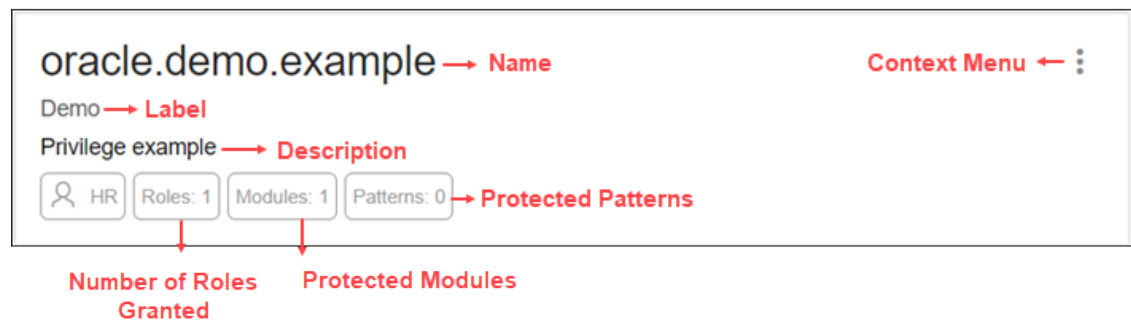 oracle.demo.example Name Context Menu
Demo Label
Privilege example Description
HR Roles: 1 Modules: 1 Patterns: 0 Protected Patterns
Number of Roles Granted
Protected Modules